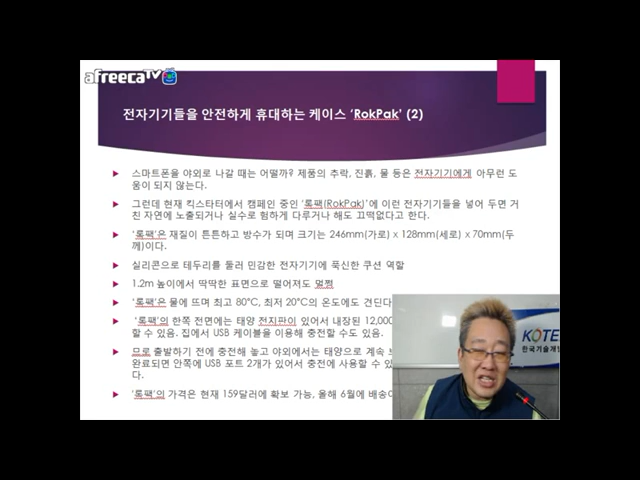 afreecaTV
전자기기들을 안전하게 휴대하는 케이스 'RokPak' (2)
스마트폰을 야외로 나갈 때는 어떨까? 제품의 추락, 진흙, 물 등은 전자기기에게 아무런 도
움이 되지 않는다.
그런데 현재 킥스타터에서 캠페인 중인 '록팩(RokPak)'에 이런 전자기기들을 넣어 두면 거
친 자연에 노출되거나 실수로 험하게 다루거나 해도 끄떡없다고 한다.
'록팩'은 재질이 튼튼하고 방수가 되며 크기는 246mm(가로) x 128mm(세로) x 70mm(두
께)이다.
실리콘으로 테두리를 둘러 민감한 전자기기에 푹신한 쿠션 역할
1.2m 높이에서 딱딱한 표면으로 떨어져도 멀쩡
'록팩'은 물에 뜨며 최고 80°C, 최저 20°C의 온도에도 견딘다
'록팩'의 한쪽 전면에는 태양 전지판이 있어서 내장된 12,000
할 수 있음. 집에서 USB 케이블을 이용해 충전할 수도 있음.
므로 출발하기 전에 충전해 놓고 야외에서는 태양으로 계속
완료되면 안쪽에 USB 포트 2개가 있어서 충전에 사용할 수 있
다.
'록팩'의 가격은 현재 159달러에 확보 가능, 올해 6월에 배송이
KOTE
한국기술개발